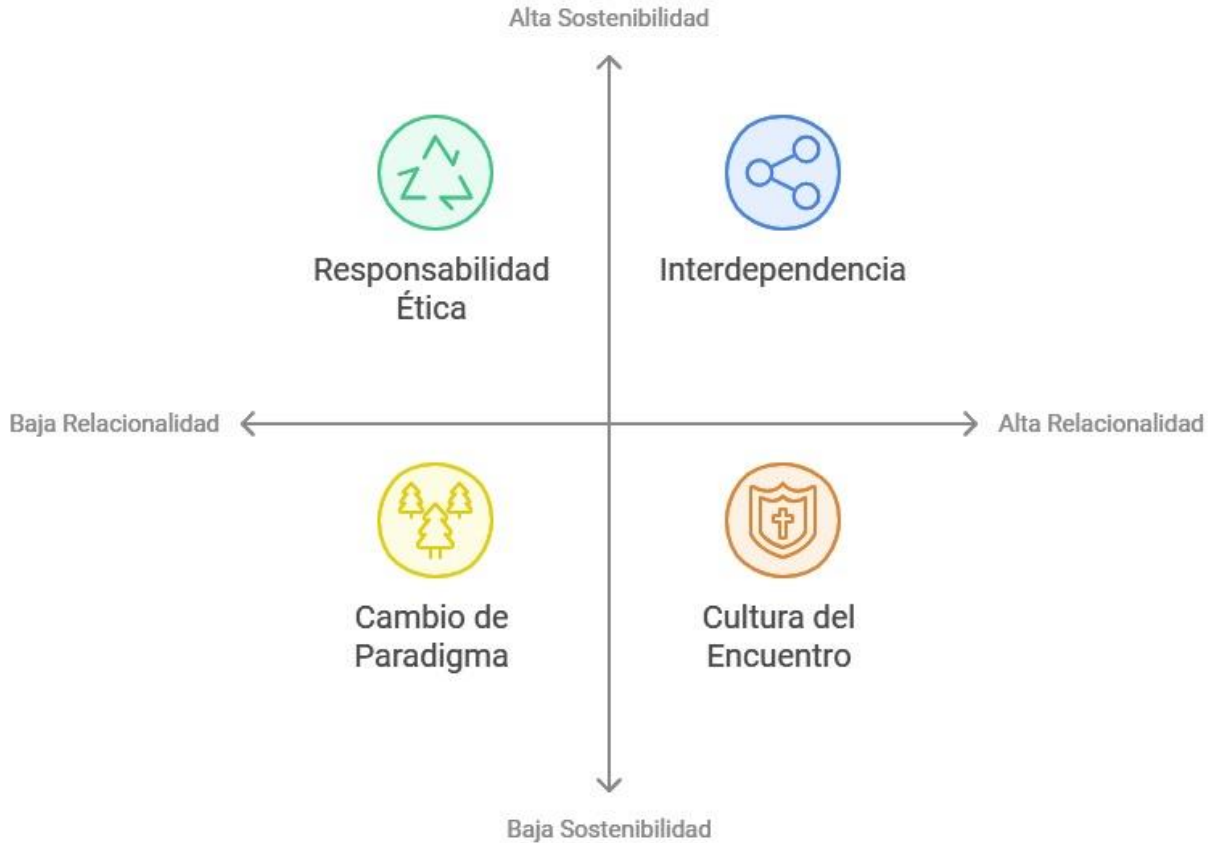 Alta Sostenibilidad
Responsabilidad
Ética
Interdependencia
Baja Relacionalidad
Alta Relacionalidad
Cambio de
Paradigma
Cultura del
Encuentro
Baja Sostenibilidad